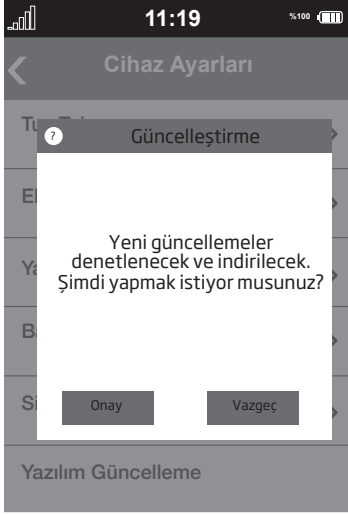 11:19
%100
Cihaz Ayarları
?
Güncelleştirme
Yeni güncellemeler
denetlenecek ve indirilecek.
Şimdi yapmak istiyor musunuz?
Onay
Vazgeç
Yazılım Güncelleme